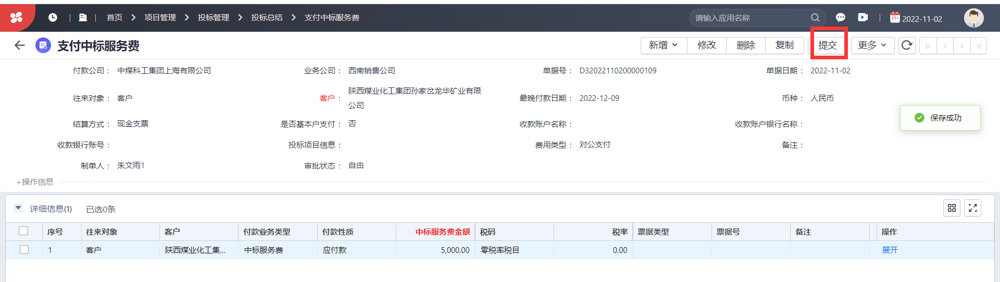 首页 项目管理 投标管理 投标总结 支付中标服务费 请输入应用名称 2022-11-02
支付中标服务费 新增 修改 删除 复制 提交 更多
付款公司： 中煤科工集团上海有限公司 业务公司： 西南销售公司 单据号： D32022110200000109 单据日期： 2022-11-02
往来对象： 客户 客户： 陕西煤业化工集团孙家岔龙华矿业有限
公司 最晚付款日期： 2022-12-09 币种： 人民币
保存成功
结算方式： 现金支票 是否基本户支付： 否 收款账户名称： 收款账户银行名称：
收款银行账号： 投标项目信息： 费用类型： 对公支付 备注：
制单人： 朱文雨1 审批状态： 自由
+操作信息
详细信息(1) 已选0条
序号 往来对象 客户 付款业务类型 付款性质 中标服务费金额 税码 税率 票据类型 票据号 备注 操作
1 客户 陕西煤业化工集... 中标服务费 应付款 5,000.00 零税率税目 0.00 展开